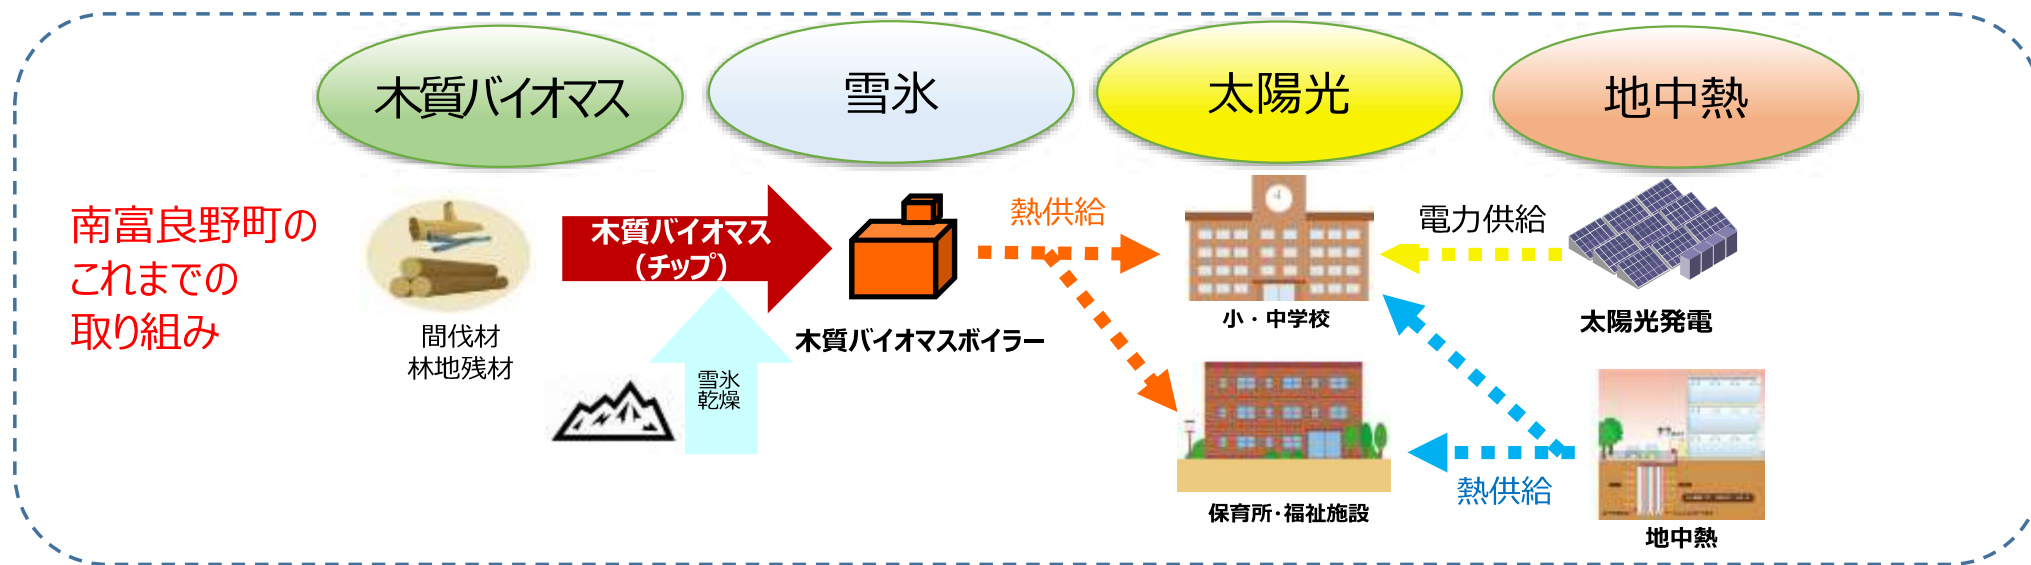 木質バイオマス
雪氷
太陽光
地中熱
南富良野町の
これまでの
取り組み
間伐材
林地残材
木質バイオマス
（チップ）
雪氷
乾燥
木質バイオマスボイラー
熱供給
小・中学校
保育所・福祉施設
電力供給
太陽光発電
熱供給
地中熱